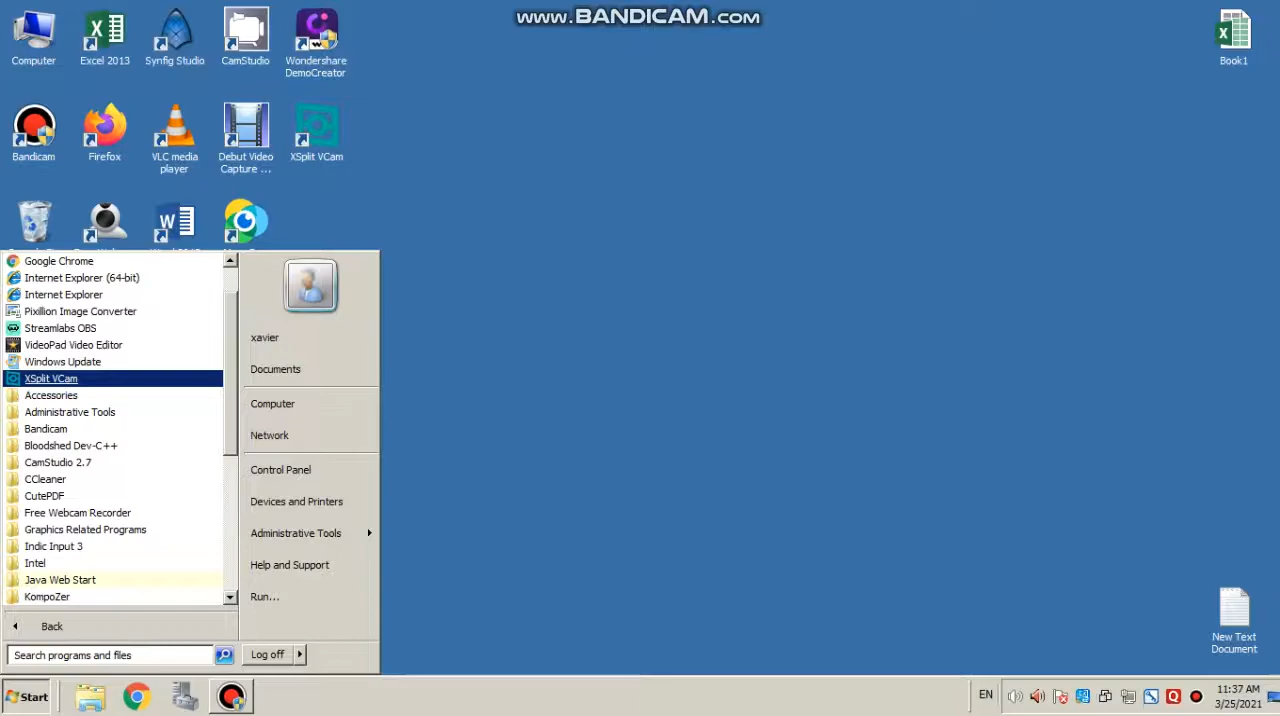 www.BANDICAM.com
Computer
Excel 2013
Synfig Studio
CamStudio
Wondershare
DemoCreator
Book1
Bandicam
Firefox
VLC media
player
Debut Video
Capture ...
XSplit VCam
Google Chrome
Internet Explorer (64-bit)
Internet Explorer
Pixillion Image Converter
Streamlabs OBS
VideoPad Video Editor
Windows Update
XSplit VCam
Accessories
Administrative Tools
Bandicam
Bloodshed Dev-C++
CamStudio 2.7
CCleaner
CutePDF
Free Webcam Recorder
Graphics Related Programs
Indic Input 3
Intel
Java Web Start
KompoZer
Back
Search programs and files
xavier
Documents
Computer
Network
Control Panel
Devices and Printers
Administrative Tools
Help and Support
Run...
Log off
New Text
Document
Start
EN
11:37 AM
3/25/2021